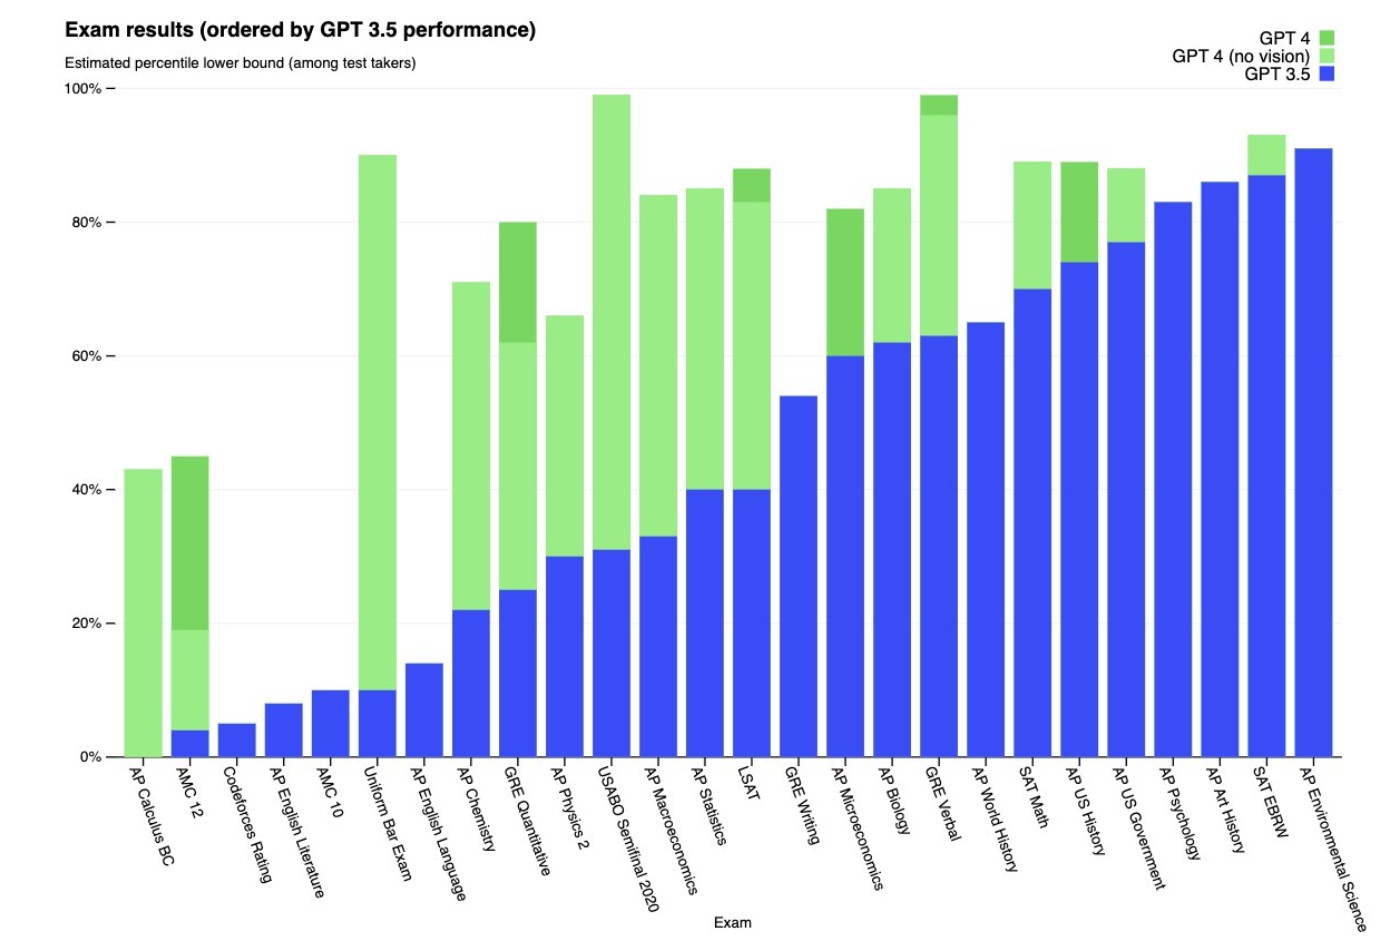 Exam results (ordered by GPT 3.5 performance)
Estimated percentile lower bound (among test takers)
GPT 4
GPT 4 (no vision)
GPT 3.5
100%
80%
60%
40%
20%
0%
AP Calculus BC
AMC 12
Codeforces Rating
AP English Literature
AMC 10
Uniform Bar Exam
AP English Language
AP Chemistry
GRE Quantitative
AP Physics 2
USABO Semifinal 2020
AP Macroeconomics
AP Statistics
LSAT
GRE Writing
AP Microeconomics
AP Biology
GRE Verbal
AP World History
SAT Math
AP US History
AP US Government
AP Psychology
AP Art History
SAT EBRW
AP Environmental Science
Exam